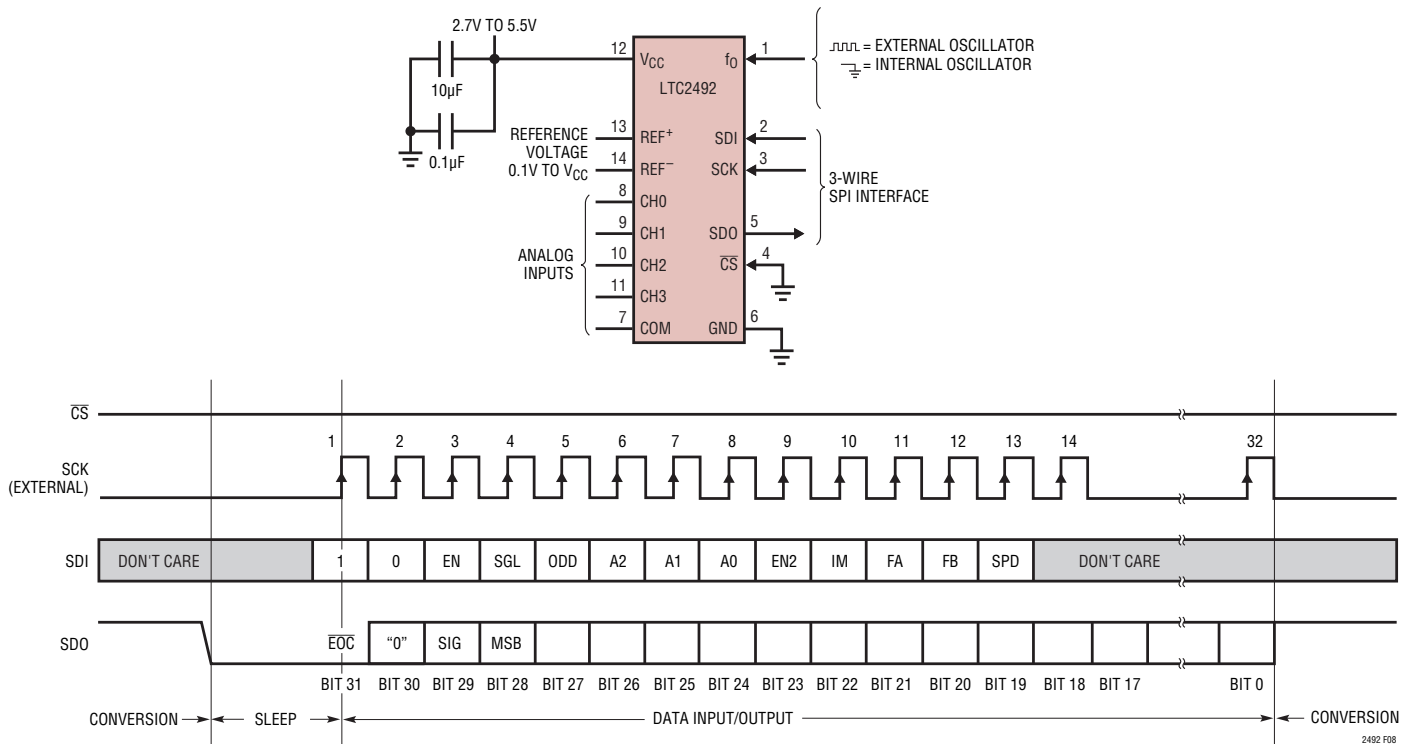 2.7V TO 5.5V
10µF
0.1µF
REFERENCE
VOLTAGE
0.1V TO VCC
ANALOG
INPUTS
12
13
14
8
9
10
11
7
VCC
REF+
REF–
CH0
CH1
CH2
CH3
COM
LTC2492
fO
SDI
SCK
SDO
CS
GND
1
2
3
5
4
6
= EXTERNAL OSCILLATOR
= INTERNAL OSCILLATOR
3-WIRE
SPI INTERFACE
CS
1 2 3 4 5 6 7 8 9 10 11 12 13 14 32
SCK
(EXTERNAL)
SDI DON'T CARE 1 0 EN SGL ODD A2 A1 A0 EN2 IM FA FB SPD DON'T CARE
SDO EOC “0” SIG MSB
BIT 31 BIT 30 BIT 29 BIT 28 BIT 27 BIT 26 BIT 25 BIT 24 BIT 23 BIT 22 BIT 21 BIT 20 BIT 19 BIT 18 BIT 17 BIT 0
CONVERSION SLEEP DATA INPUT/OUTPUT CONVERSION
2492 F08